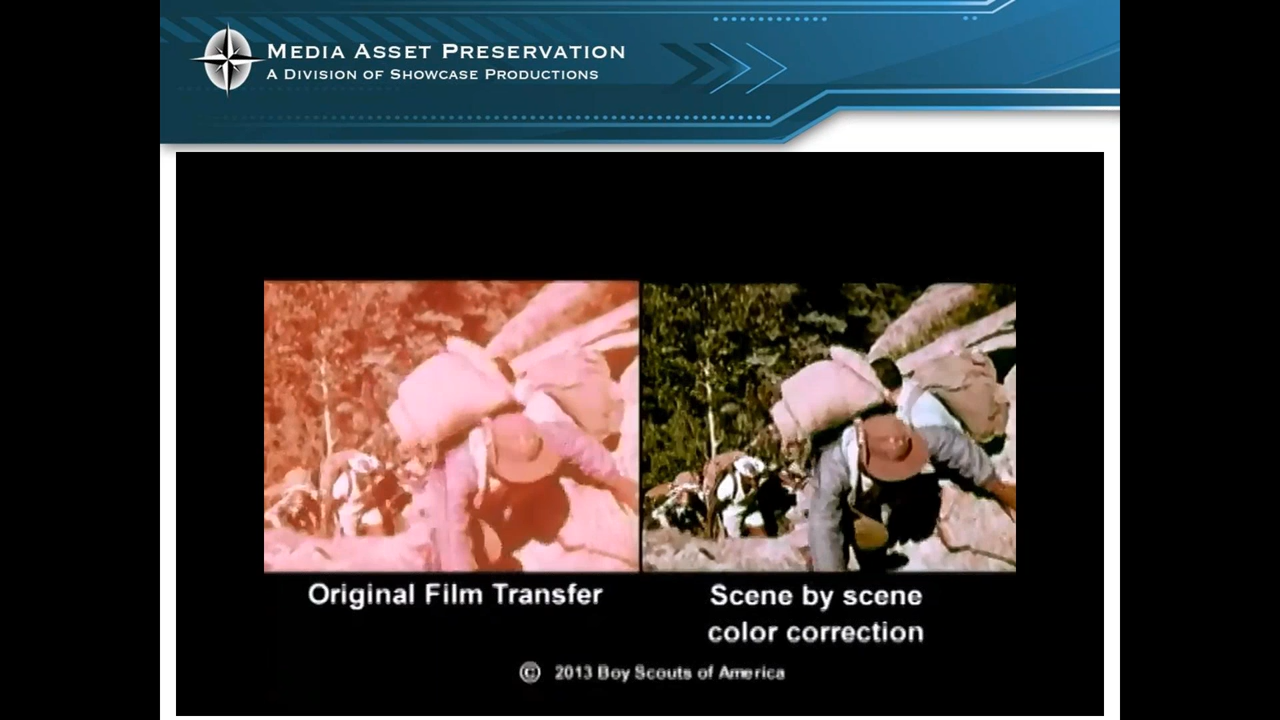 MEDIA ASSET PRESERVATION
A DIVISION OF SHOWCASE PRODUCTIONS
Original Film Transfer
Scene by scene
color correction
© 2013 Boy Scouts of America